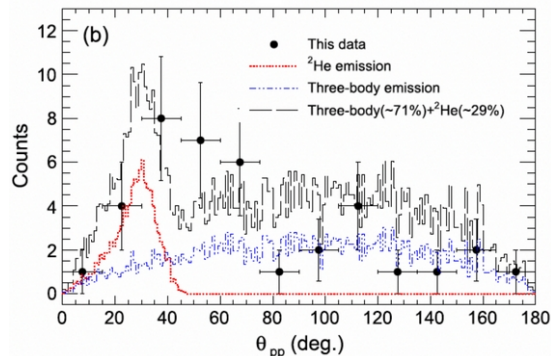 (b)
This data
²He emission
Three-body emission
Three-body(~71%)+²He(~29%)
Counts
12
10
8
6
4
2
0
0 20 40 60 80 100 120 140 160 180
θpp (deg.)